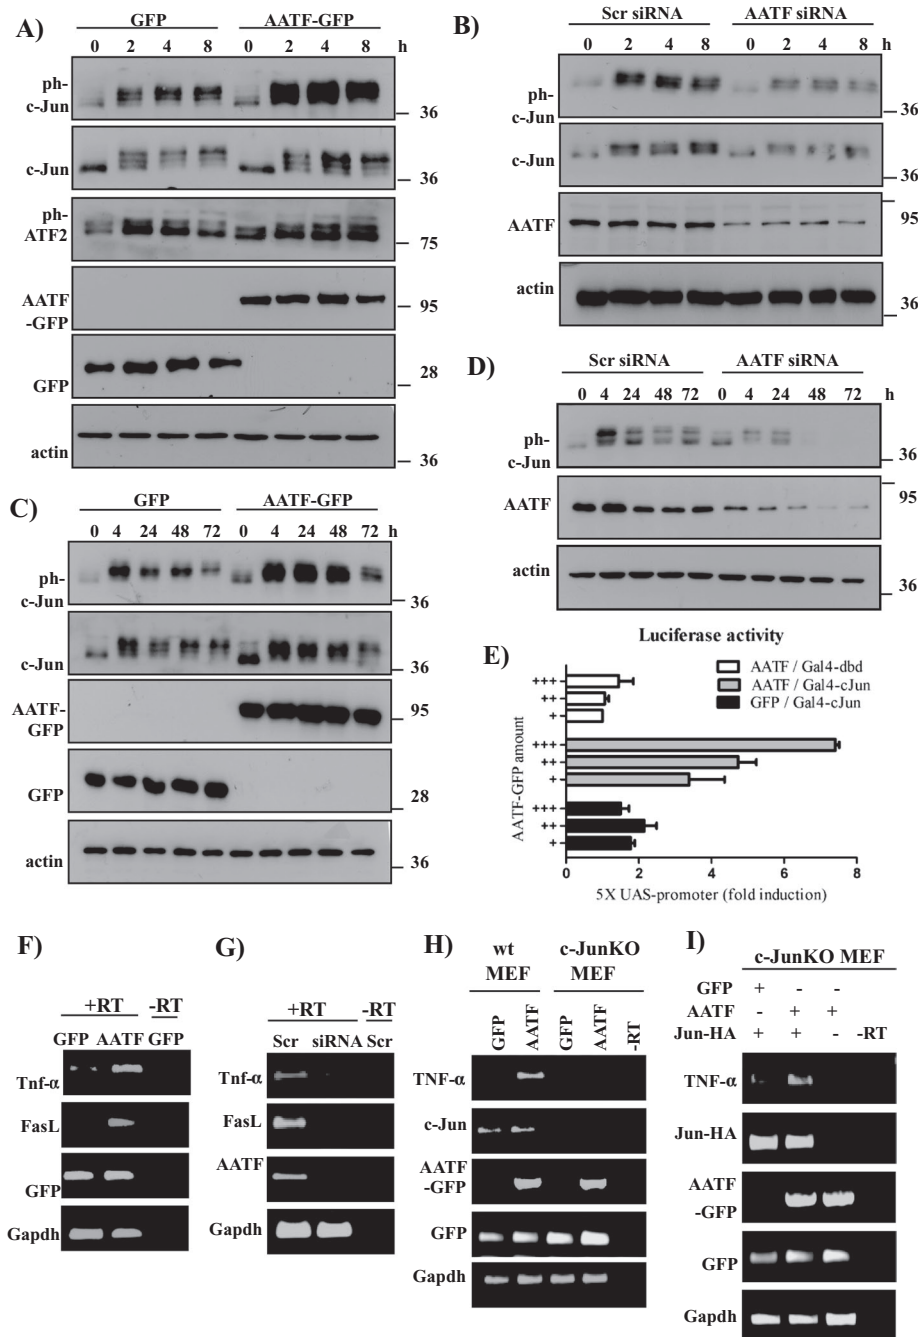 A)
GFP AATF-GFP
0 2 4 8 0 2 4 8 h
ph-
c-Jun
36
c-Jun
36
ph-
ATF2
75
AATF
-GFP
95
GFP
28
actin
36
B)
Scr siRNA AATF siRNA
0 2 4 8 0 2 4 8 h
ph-
c-Jun
36
c-Jun
36
AATF
95
actin
36
C)
GFP AATF-GFP
0 4 24 48 72 0 4 24 48 72 h
ph-
c-Jun
36
c-Jun
36
AATF-
GFP
95
GFP
28
actin
36
D)
Scr siRNA AATF siRNA
0 4 24 48 72 0 4 24 48 72 h
ph-
c-Jun
36
AATF
95
actin
36
E)
Luciferase activity
AATF / Gal4-dbd
AATF / Gal4-cJun
GFP / Gal4-cJun
AATF-GFP amount
+++
++
+
+++
++
+
+++
++
+
0 2 4 6 8
5X UAS-promoter (fold induction)
F)
+RT -RT
GFP AATF GFP
Tnf-α
FasL
GFP
Gapdh
G)
+RT -RT
Scr siRNA Scr
Tnf-α
FasL
AATF
Gapdh
H)
wt MEF
c-JunKO MEF
GFP AATF GFP AATF -RT
TNF-α
c-Jun
AATF
-GFP
GFP
Gapdh
I)
c-JunKO MEF
GFP + - -
AATF - + +
Jun-HA + + - -RT
TNF-α
Jun-HA
AATF
-GFP
GFP
Gapdh